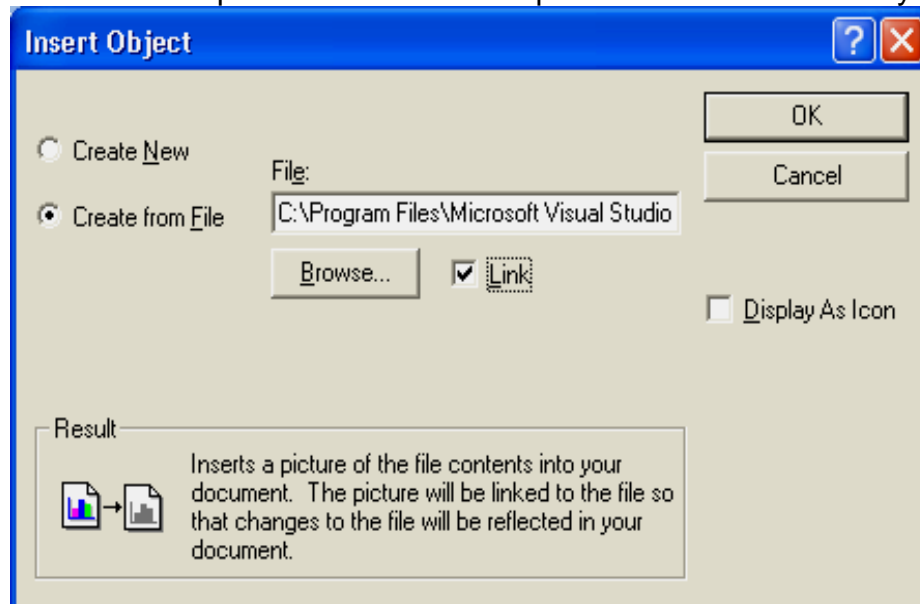 Insert Object
OK
Create New
File:
Cancel
Create from File
C:\Program Files\Microsoft Visual Studio
Browse...
Link
Display As Icon
Result
Inserts a picture of the file contents into your
document. The picture will be linked to the file so
that changes to the file will be reflected in your
document.